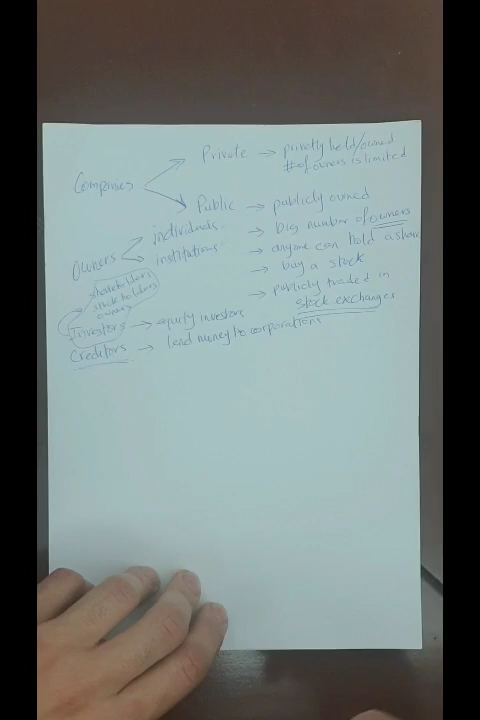 Companies
Private → privetly held/owned
# of owners is limited
Public → publicly owned
→ big number of owners
→ anyone can hold a share
→ buy a stock
→ publicly traded in
stock exchanges
Owners
individuals
institutions
shareholders
stock holders
owners
Investors → equity investors
Creditors → lend money to corporations